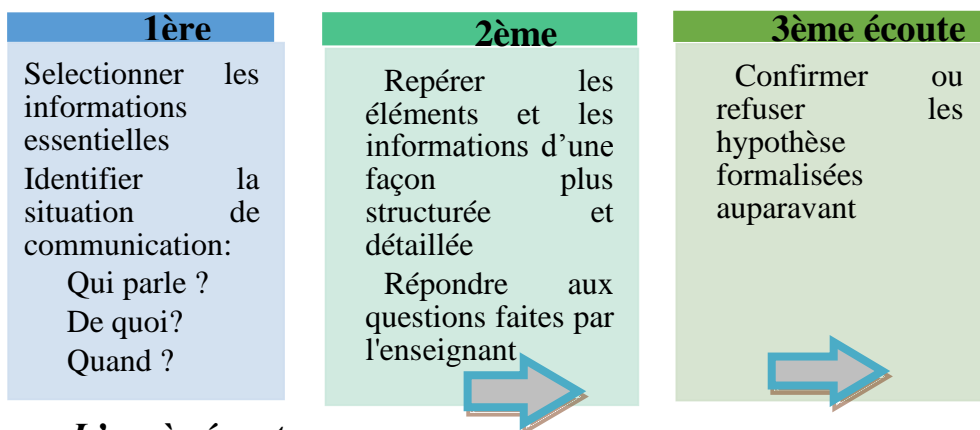 1ère
Selectionner les
informations
essentielles
Identifier la
situation de
communication:
Qui parle ?
De quoi?
Quand ?
2ème
Repérer les
éléments et les
informations d’une
façon plus
structurée et
détaillée
Répondre aux
questions faites par
l'enseignant
3ème écoute
Confirmer ou
refuser les
hypothèse
formalisées
auparavant